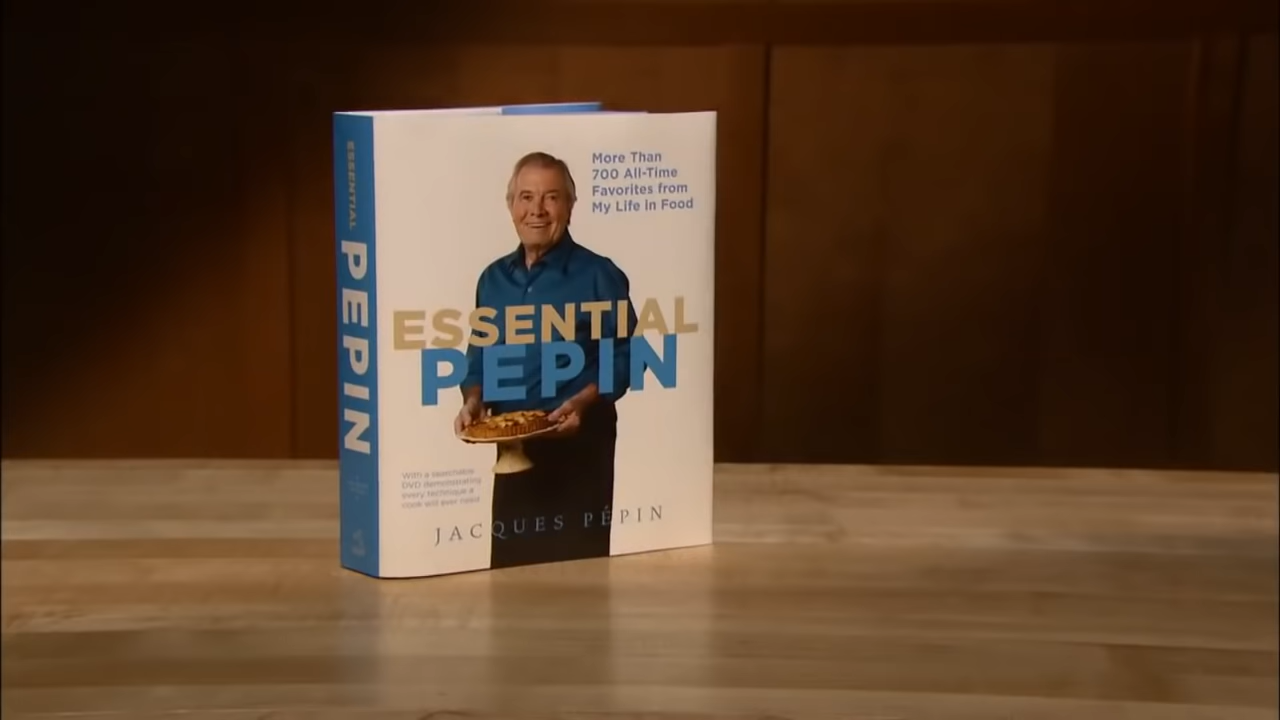 ESSENTIAL PEPIN
More Than
700 All-Time
Favorites from
My Life in Food
ESSENTIAL
PEPIN
With a searchable
DVD demonstrating
every technique a
cook will ever need
JACQUES PÉPIN